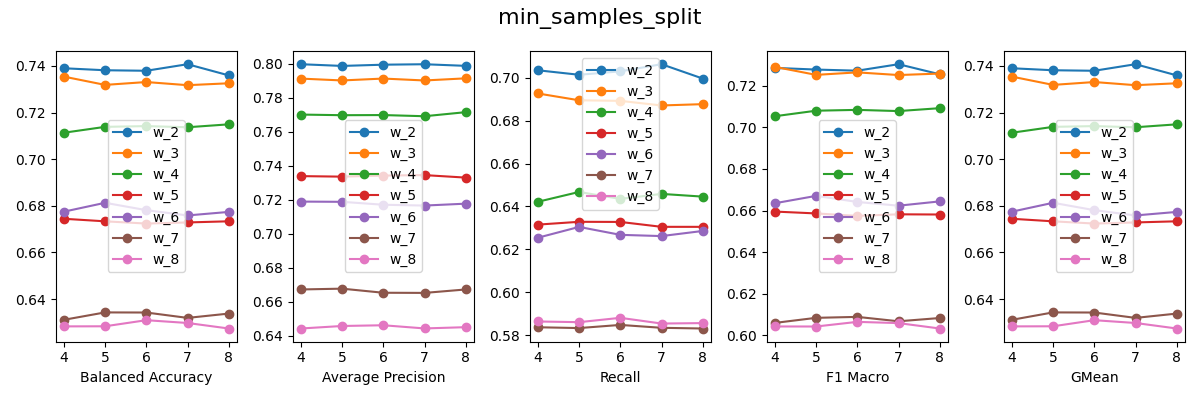 min_samples_split
0.74
0.72
0.70
0.68
0.66
0.64
w_2
w_3
w_4
w_5
w_6
w_7
w_8
4 5 6 7 8
Balanced Accuracy
0.80
0.78
0.76
0.74
0.72
0.70
0.68
0.66
0.64
w_2
w_3
w_4
w_5
w_6
w_7
w_8
4 5 6 7 8
Average Precision
0.70
0.68
0.66
0.64
0.62
0.60
0.58
w_2
w_3
w_4
w_5
w_6
w_7
w_8
4 5 6 7 8
Recall
0.72
0.70
0.68
0.66
0.64
0.62
0.60
w_2
w_3
w_4
w_5
w_6
w_7
w_8
4 5 6 7 8
F1 Macro
0.74
0.72
0.70
0.68
0.66
0.64
w_2
w_3
w_4
w_5
w_6
w_7
w_8
4 5 6 7 8
GMean